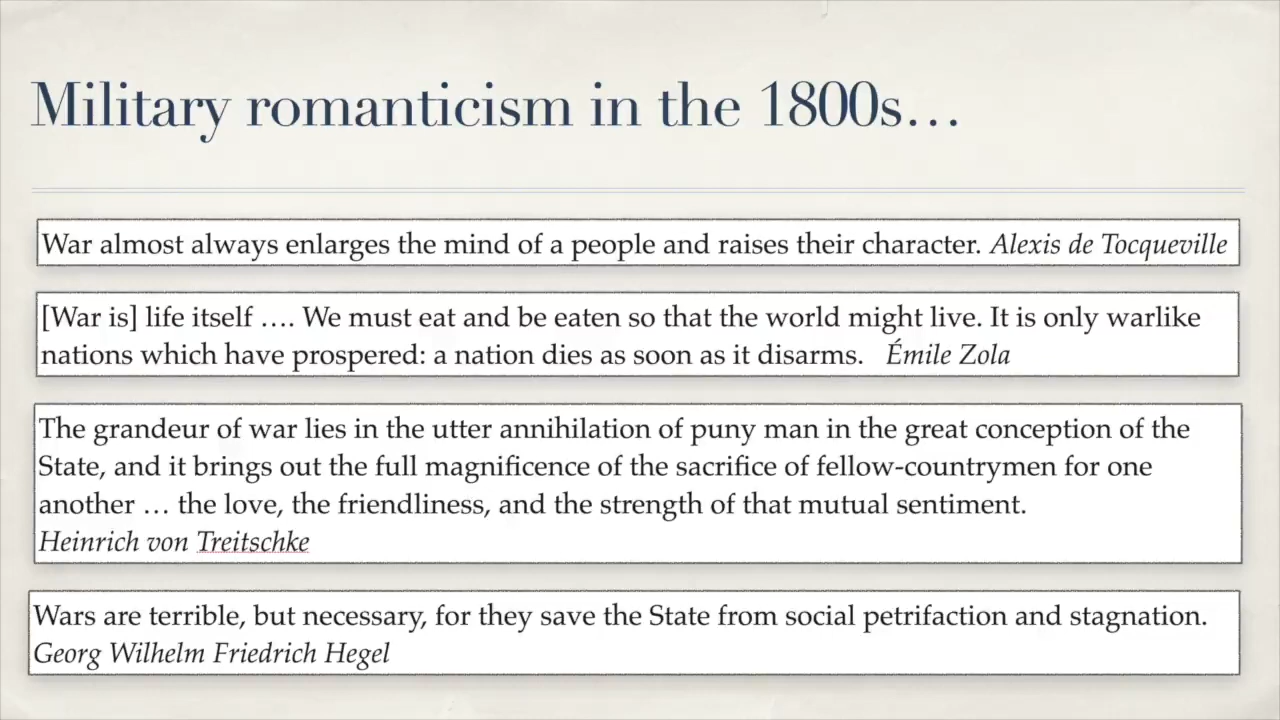 Military romanticism in the 1800s…
War almost always enlarges the mind of a people and raises their character. Alexis de Tocqueville
[War is] life itself …. We must eat and be eaten so that the world might live. It is only warlike
nations which have prospered: a nation dies as soon as it disarms. Émile Zola
The grandeur of war lies in the utter annihilation of puny man in the great conception of the
State, and it brings out the full magnificence of the sacrifice of fellow-countrymen for one
another … the love, the friendliness, and the strength of that mutual sentiment.
Heinrich von Treitschke
Wars are terrible, but necessary, for they save the State from social petrifaction and stagnation.
Georg Wilhelm Friedrich Hegel